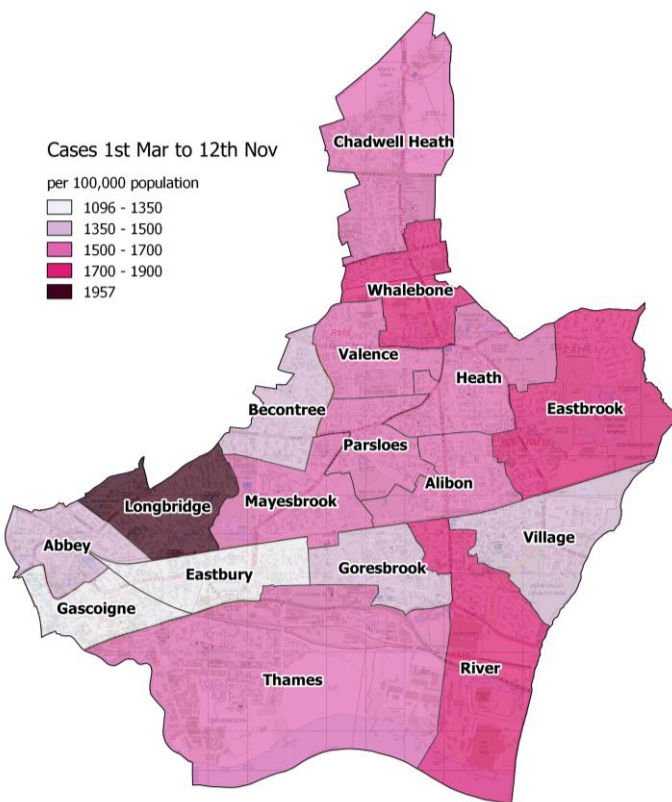 Chadwell Heath
Cases 1st Mar to 12th Nov
per 100,000 population
1096 - 1350
1350 - 1500
1500 - 1700
1700 - 1900
1957
Whalebone
Valence
Heath
Becontree
Eastbrook
Parsloes
Alibon
Longbridge
Mayesbrook
Abbey
Village
Eastbury
Goresbrook
Gascoigne
River
Thames